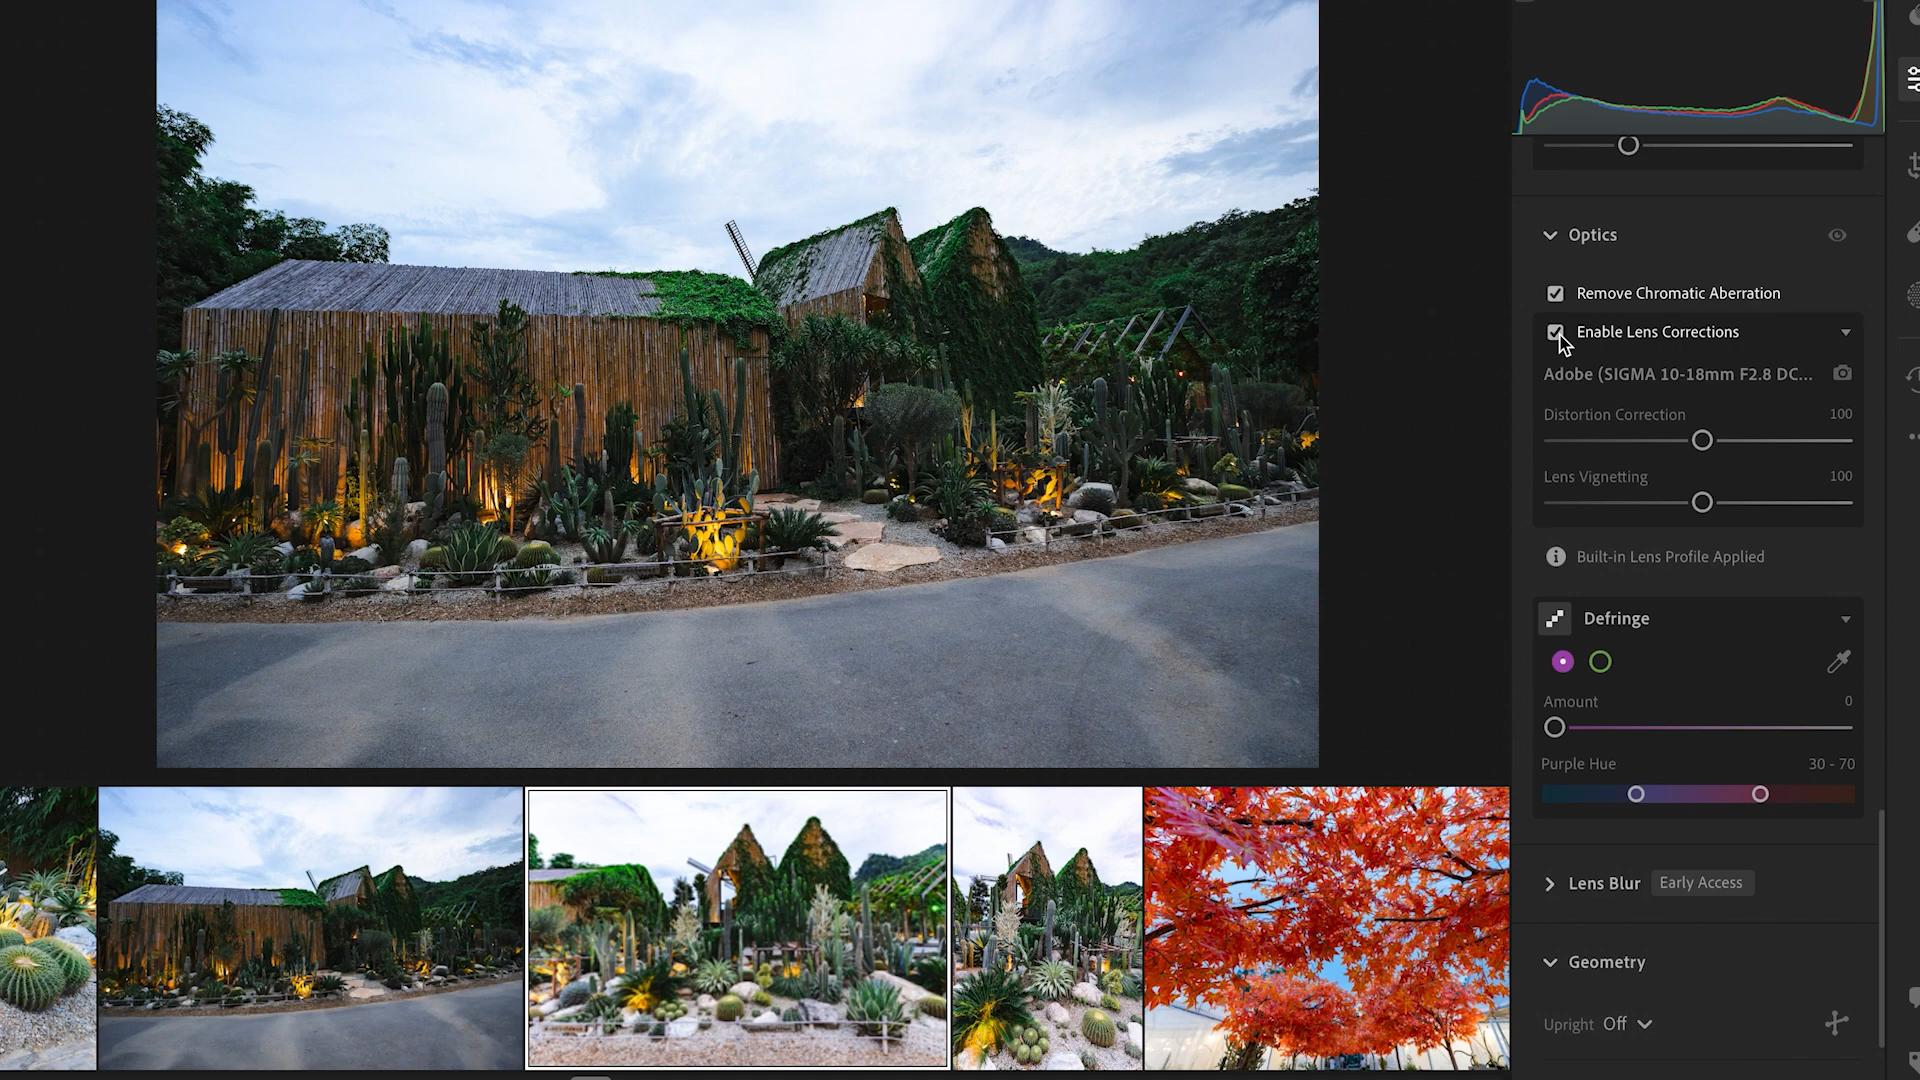 Optics
Remove Chromatic Aberration
Enable Lens Corrections
Adobe (SIGMA 10-18mm F2.8 DC...
Distortion Correction 100
Lens Vignetting 100
Built-in Lens Profile Applied
Defringe
Amount 0
Purple Hue 30 - 70
Lens Blur Early Access
Geometry
Upright Off